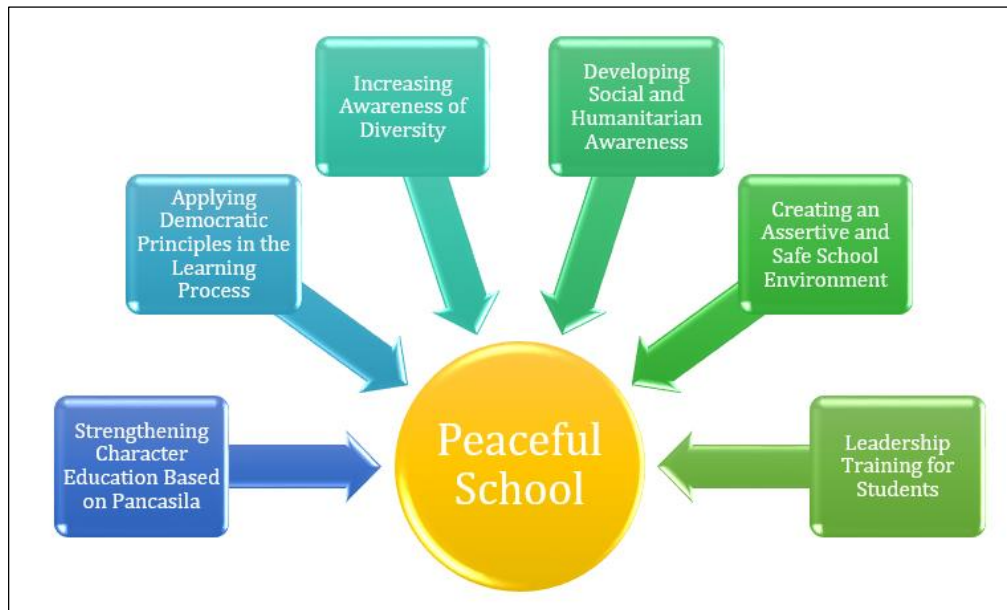 Strengthening
Character
Education Based
on Pancasila
Applying
Democratic
Principles in the
Learning
Process
Increasing
Awareness of
Diversity
Developing
Social and
Humanitarian
Awareness
Creating an
Assertive and
Safe School
Environment
Leadership
Training for
Students
Peaceful
School